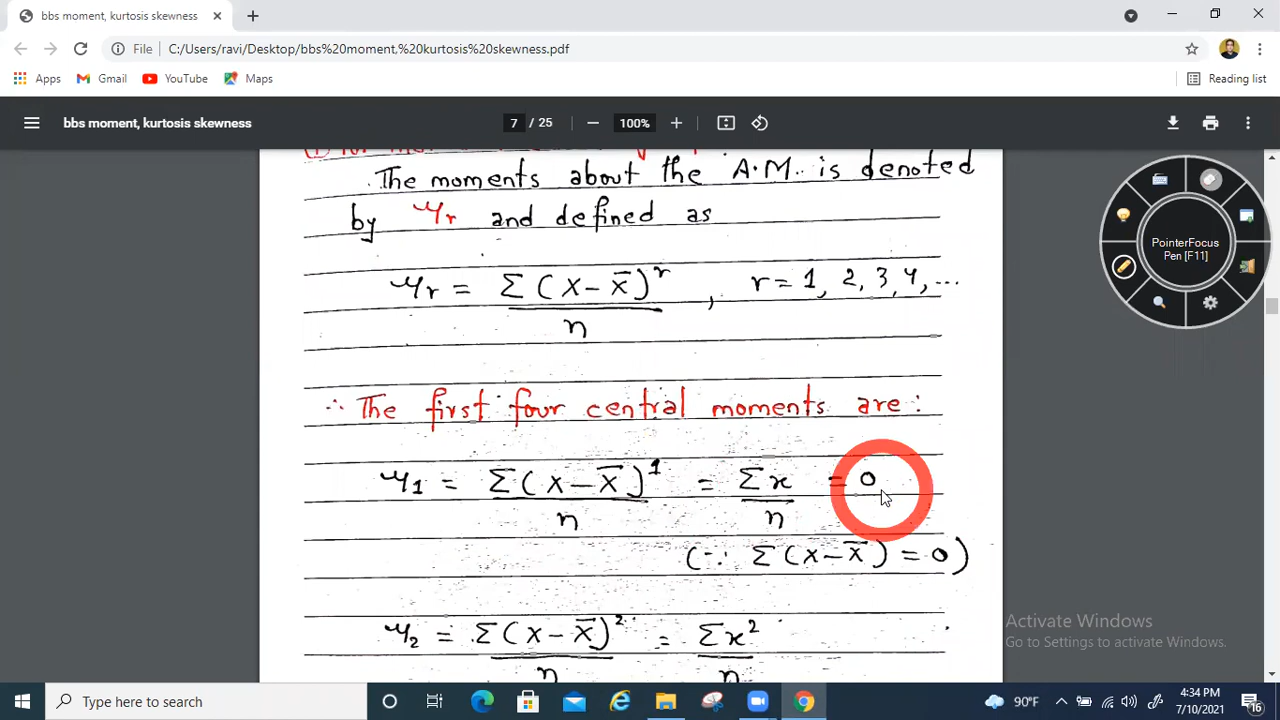 bbs moment, kurtosis skewness
File C:/Users/ravi/Desktop/bbs%20moment,%20kurtosis%20skewness.pdf
Apps Gmail YouTube Maps Reading list
bbs moment, kurtosis skewness 7 / 25 100%
The moments about the A.M. is denoted
by μr and defined as
μr = Σ(X-X̄)^r / n , r = 1, 2, 3, 4, ...
∴ The first four central moments are:
μ1 = Σ(X-X̄)^1 / n = Σx / n = 0
(∵ Σ(X-X̄) = 0)
μ2 = Σ(X-X̄)^2 / n = Σx^2 / n
PointerFocus
Pen [F11]
Activate Windows
Go to Settings to activate Windows.
Type here to search
90°F
4:34 PM
7/10/2021
16